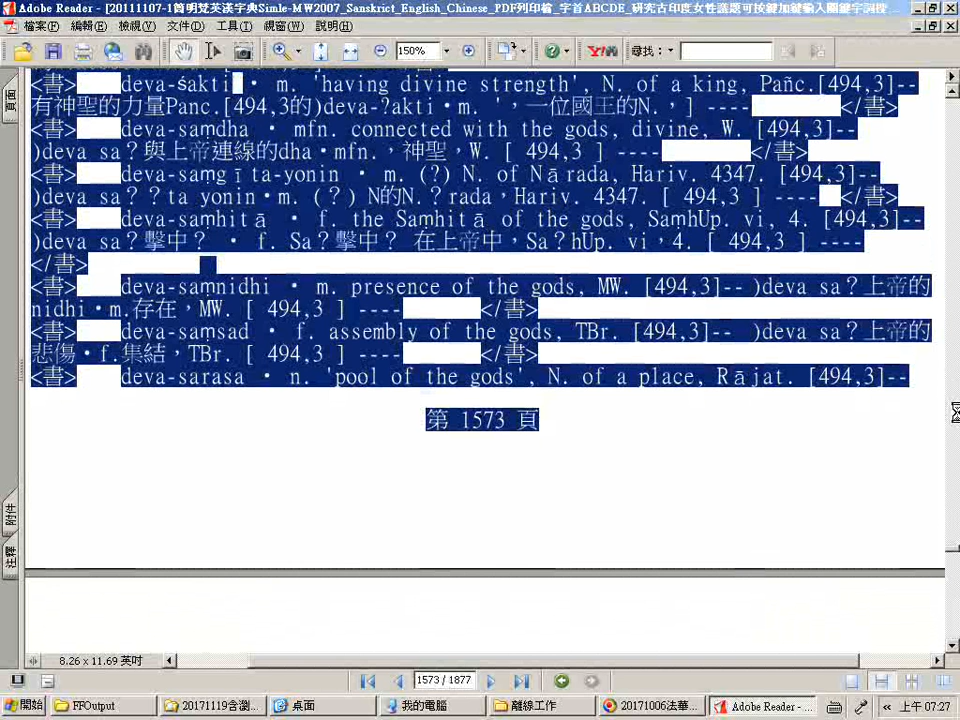 Adobe Reader - [20111107-1簡明梵英漢字典Simle-MW2007_Sanskrict_English_Chinese_PDF列印檔_字首ABCDE_研究古印度女性議題可按鍵加鍵輸入關鍵字詞搜
檔案(F) 編輯(E) 檢視(V) 文件(D) 工具(T) 視窗(W) 說明(H)
150% 尋找：
頁面
<書> deva-śakti • m. 'having divine strength', N. of a king, Pañc.[494,3]--
有神聖的力量Panc.[494,3的)deva-?akti•m. '，一位國王的N.，] ---- </書>
<書> deva-saṃdha • mfn. connected with the gods, divine, W. [494,3]--
)deva sa？與上帝連線的dha•mfn.，神聖，W. [ 494,3 ] ---- </書>
<書> deva-saṃgīta-yonin • m. (?) N. of Nārada, Hariv. 4347. [494,3]--
)deva sa？？ta yonin•m. (？) N的N.？rada，Hariv. 4347. [ 494,3 ] ---- </書>
<書> deva-saṃhitā • f. the Saṃhitā of the gods, SaṃhUp. vi, 4. [494,3]--
)deva sa？擊中？ • f. Sa？擊中？ 在上帝中，Sa？hUp. vi，4. [ 494,3 ] ----
</書>
<書> deva-saṃnidhi • m. presence of the gods, MW. [494,3]-- )deva sa？上帝的
nidhi•m.存在，MW. [ 494,3 ] ---- </書>
<書> deva-saṃsad • f. assembly of the gods, TBr. [494,3]-- )deva sa？上帝的
悲傷•f.集結，TBr. [ 494,3 ] ---- </書>
<書> deva-sarasa • n. 'pool of the gods', N. of a place, Rājat. [494,3]--
第 1573 頁
附件
注釋
8.26 x 11.69 英吋
1573 / 1877
開始 FFOutput 20171119含瀏... 桌面 我的電腦 離線工作 20171006法華... Adobe Reader - ... 上午 07:27